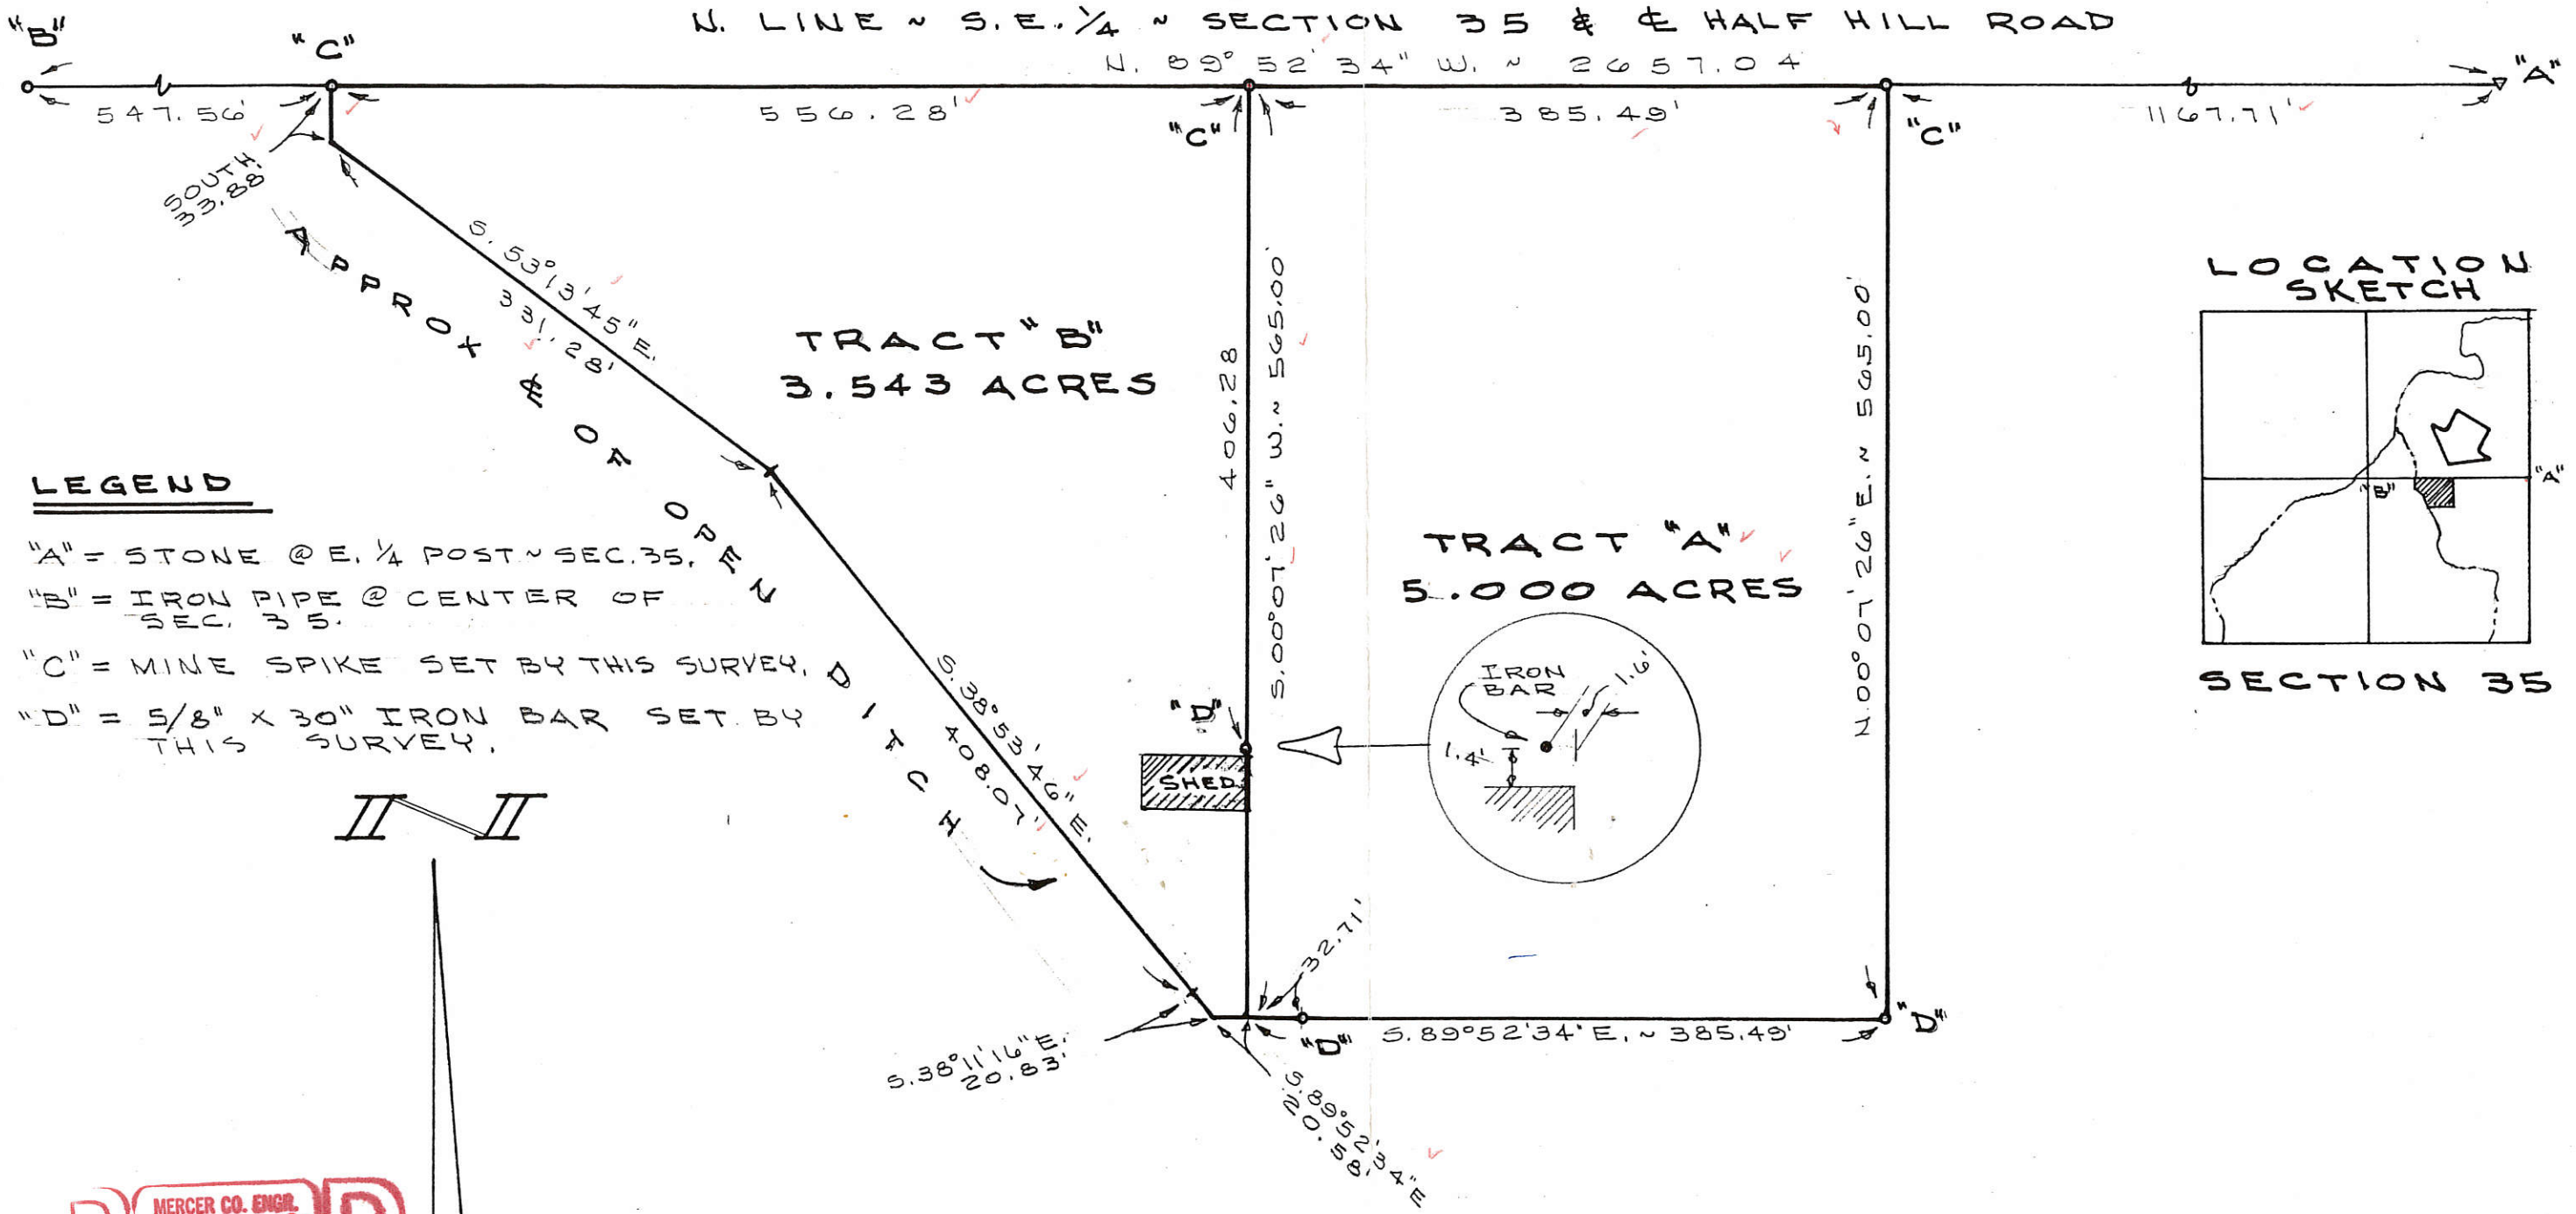 N. LINE ~ S.E. 1/4 ~ SECTION 35 & ℄ HALF HILL ROAD
N. 89° 52' 34" W. ~ 2657.04
"B"
"C"
"A"
547.56'
556.28'
"C"
385.49'
"C"
1167.71'
SOUTH
33.88'
S. 53°13'45" E.
331.28'
APPROX ℄ OF OPEN DITCH
TRACT "B"
3.543 ACRES
406.28
S.00°07'26" W. ~ 565.00'
N.00°07'26" E. ~ 565.00'
LOCATION
SKETCH
"A"
"B"
SECTION 35
LEGEND
"A" = STONE @ E. 1/4 POST ~ SEC. 35.
"B" = IRON PIPE @ CENTER OF
SEC. 35.
"C" = MINE SPIKE SET BY THIS SURVEY.
"D" = 5/8" X 30" IRON BAR SET BY
THIS SURVEY.
TRACT "A"
5.000 ACRES
IRON
BAR
1.6'
1.4'
"D"
SHED
S. 38°53'46" E.
408.07'
N
32.71'
S.38°11'16" E.
20.83'
"D"
S.89°52'34" E. ~ 385.49'
"D"
S.89°52'34" E
20.58'
MERCER CO. ENGR.